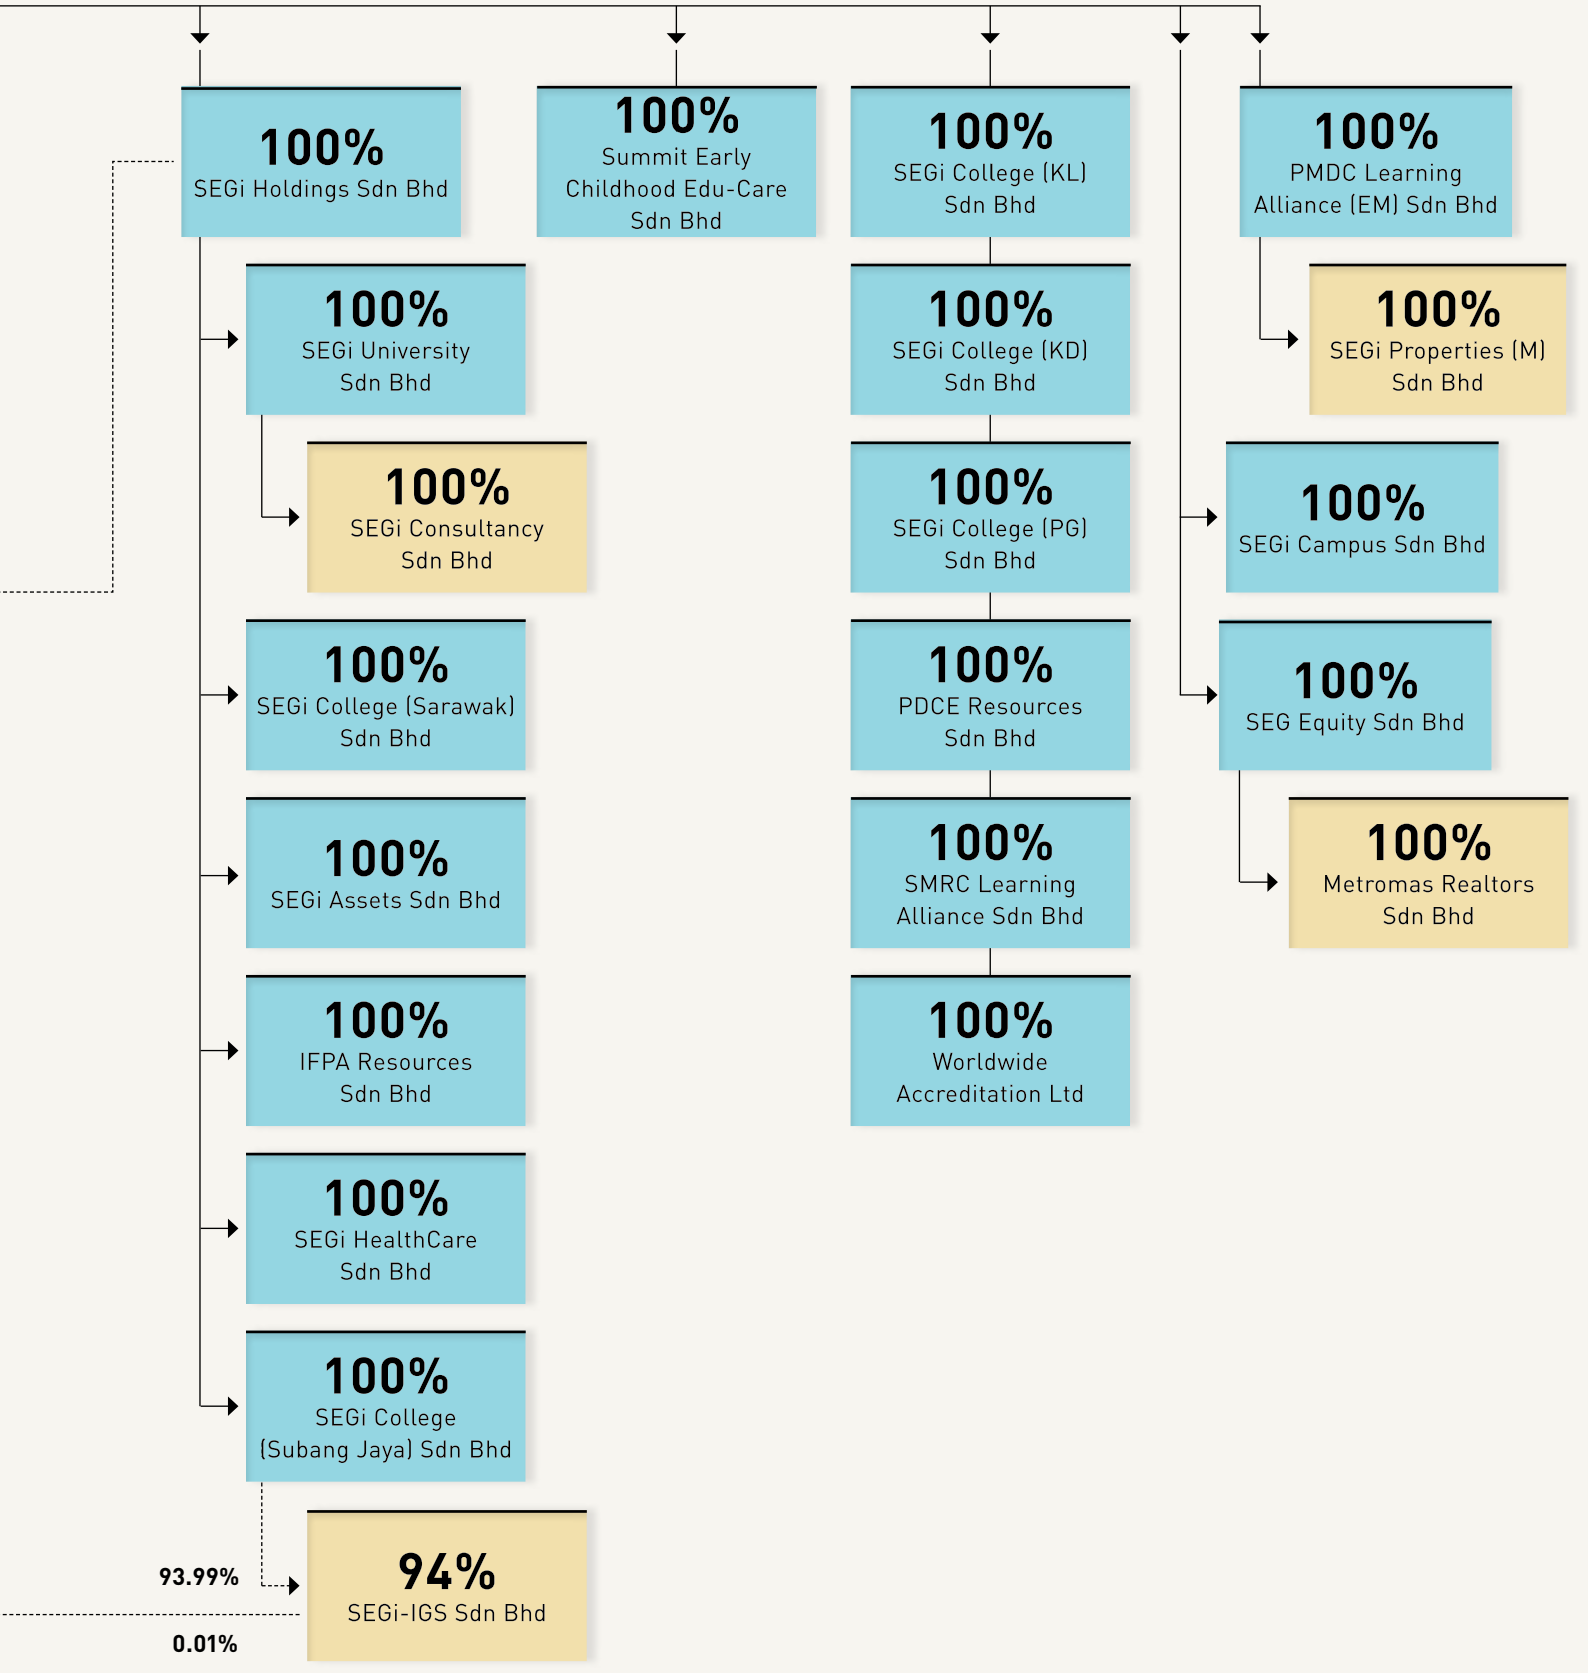 100%
SEGi Holdings Sdn Bhd
100%
SEGi University
Sdn Bhd
100%
SEGi Consultancy
Sdn Bhd
100%
SEGi College (Sarawak)
Sdn Bhd
100%
SEGi Assets Sdn Bhd
100%
IFPA Resources
Sdn Bhd
100%
SEGi HealthCare
Sdn Bhd
100%
SEGi College
(Subang Jaya) Sdn Bhd
93.99%
0.01%
94%
SEGi-IGS Sdn Bhd
100%
Summit Early
Childhood Edu-Care
Sdn Bhd
100%
SEGi College (KL)
Sdn Bhd
100%
SEGi College (KD)
Sdn Bhd
100%
SEGi College (PG)
Sdn Bhd
100%
PDCE Resources
Sdn Bhd
100%
SMRC Learning
Alliance Sdn Bhd
100%
Worldwide
Accreditation Ltd
100%
PMDC Learning
Alliance (EM) Sdn Bhd
100%
SEGi Properties (M)
Sdn Bhd
100%
SEGi Campus Sdn Bhd
100%
SEG Equity Sdn Bhd
100%
Metromas Realtors
Sdn Bhd